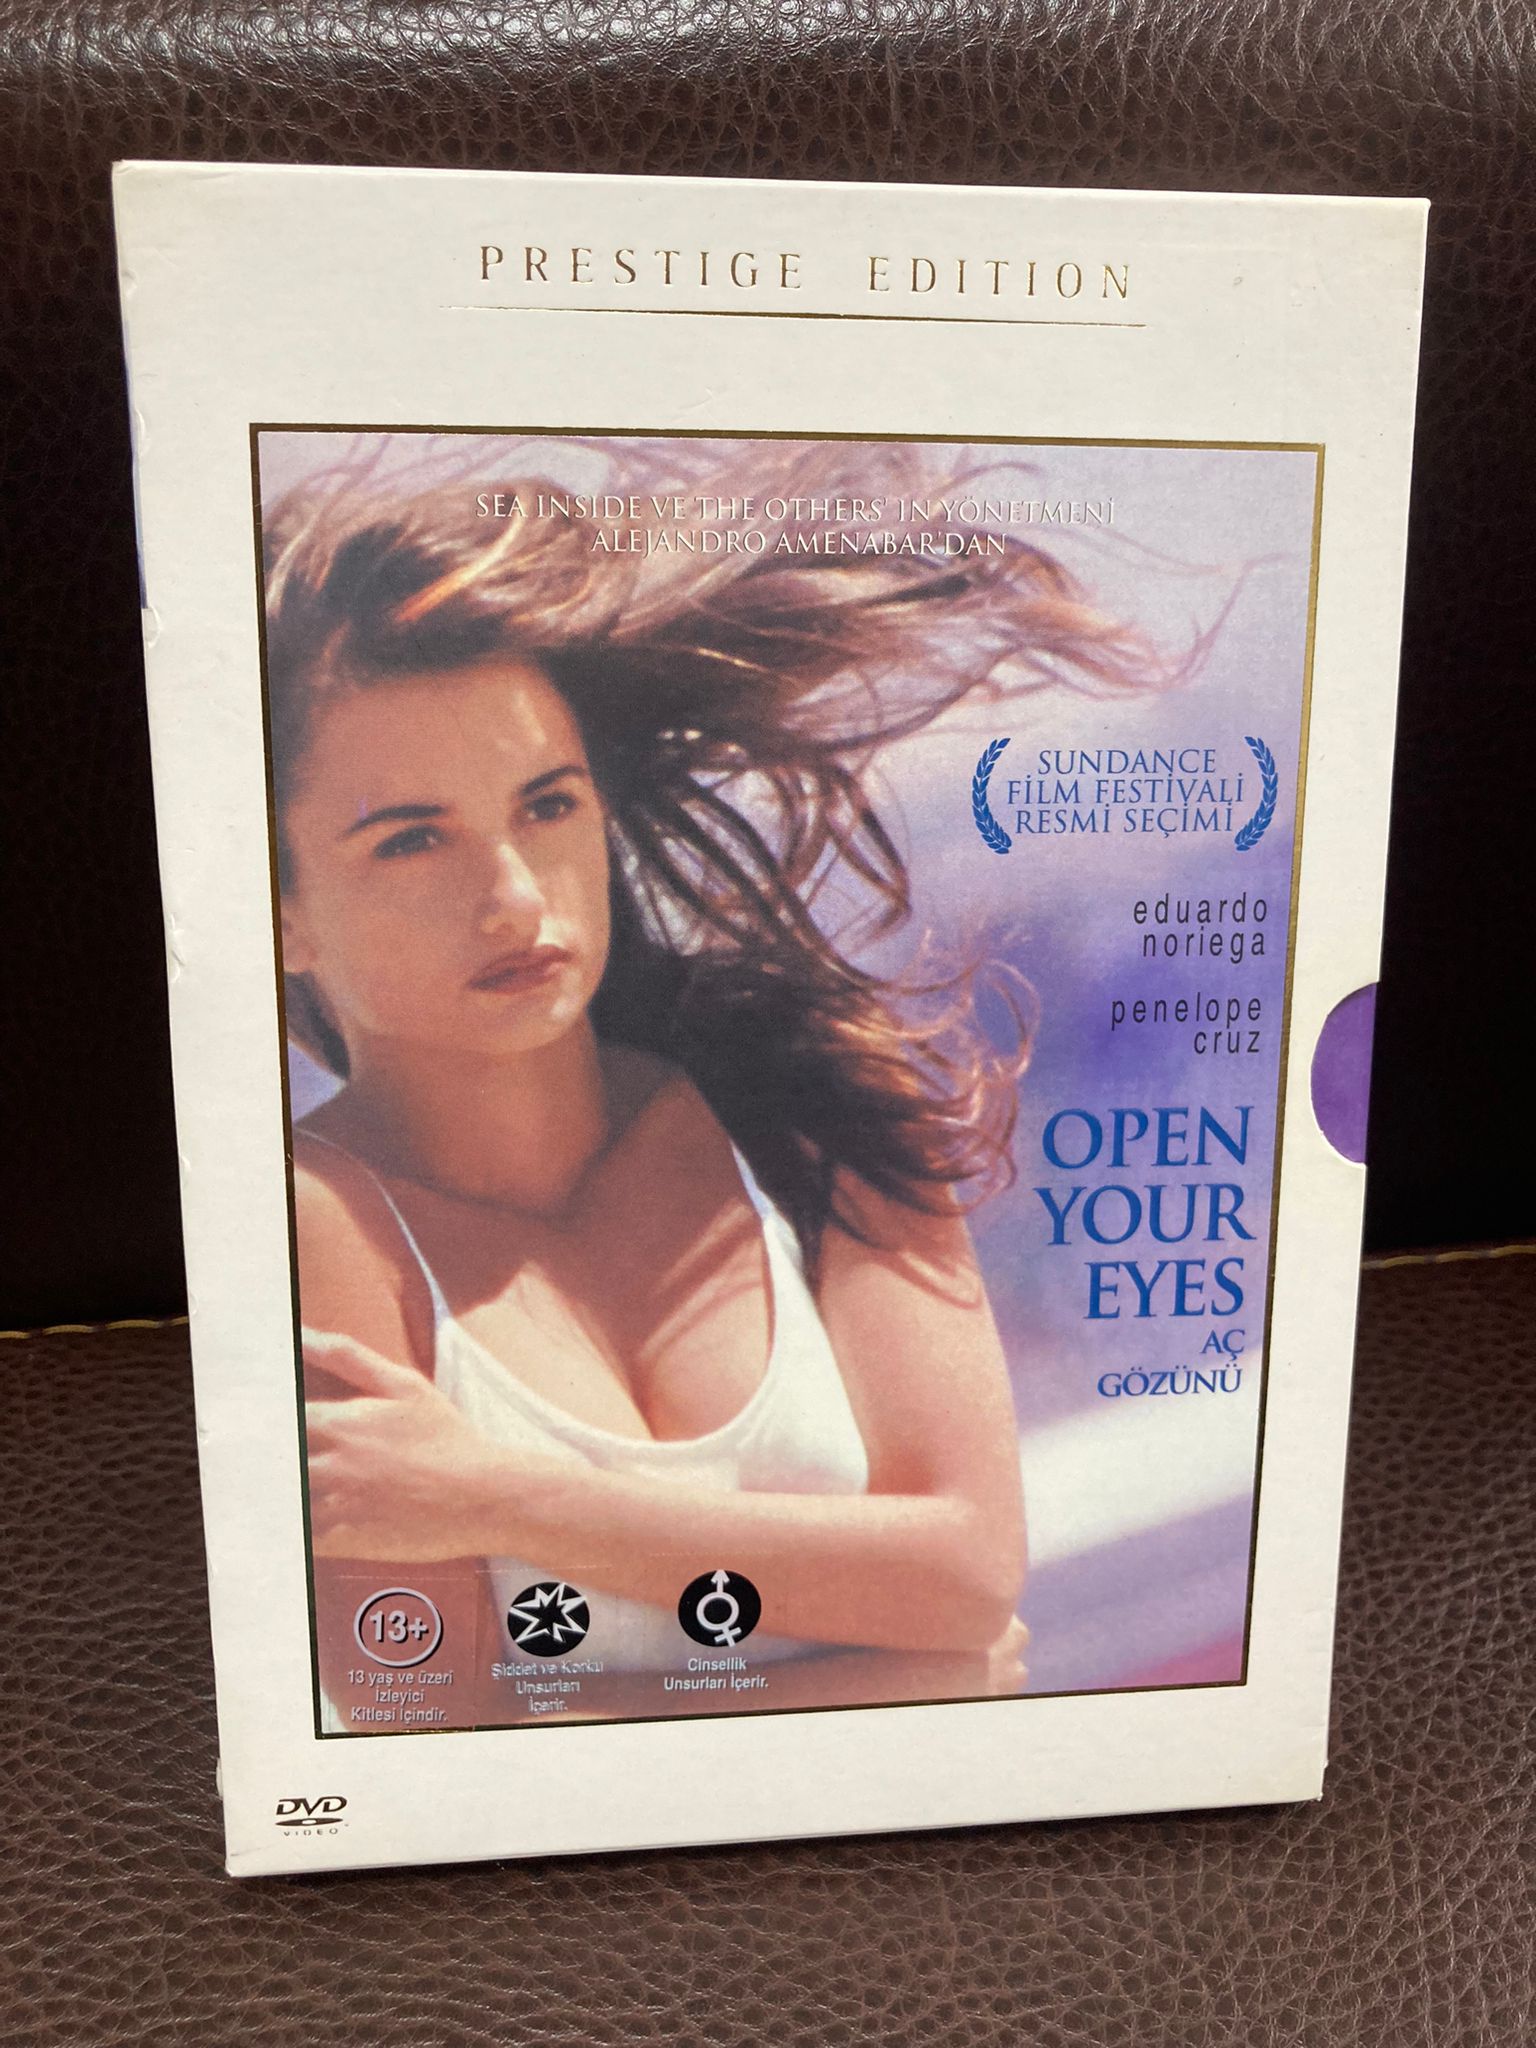 PRESTIGE EDITION
SEA INSIDE VE THE OTHERS' IN YÖNETMENİ
ALEJANDRO AMENABAR'DAN
SUNDANCE
FİLM FESTİVALİ
RESMİ SEÇİMİ
eduardo
noriega
penelope
cruz
OPEN
YOUR
EYES
AÇ
GÖZÜNÜ
13+
13 yaş ve üzeri
İzleyici
Kitlesi İçindir.
Şiddet ve Korku
Unsurları
İçerir.
Cinsellik
Unsurları İçerir.
DVD
VIDEO